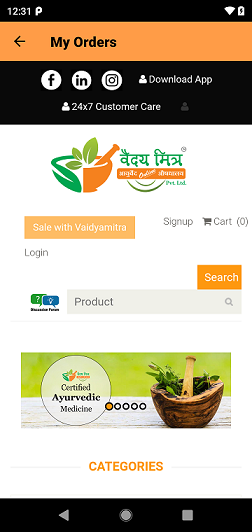 12:31
My Orders
Download App
24x7 Customer Care
वैदय मित्र
आयुर्वेद Online औषधालय
Pvt. Ltd.
Sale with Vaidyamitra
Signup
Cart (0)
Login
Search
Discussion Forum
Product
Certified
Ayurvedic
Medicine
CATEGORIES